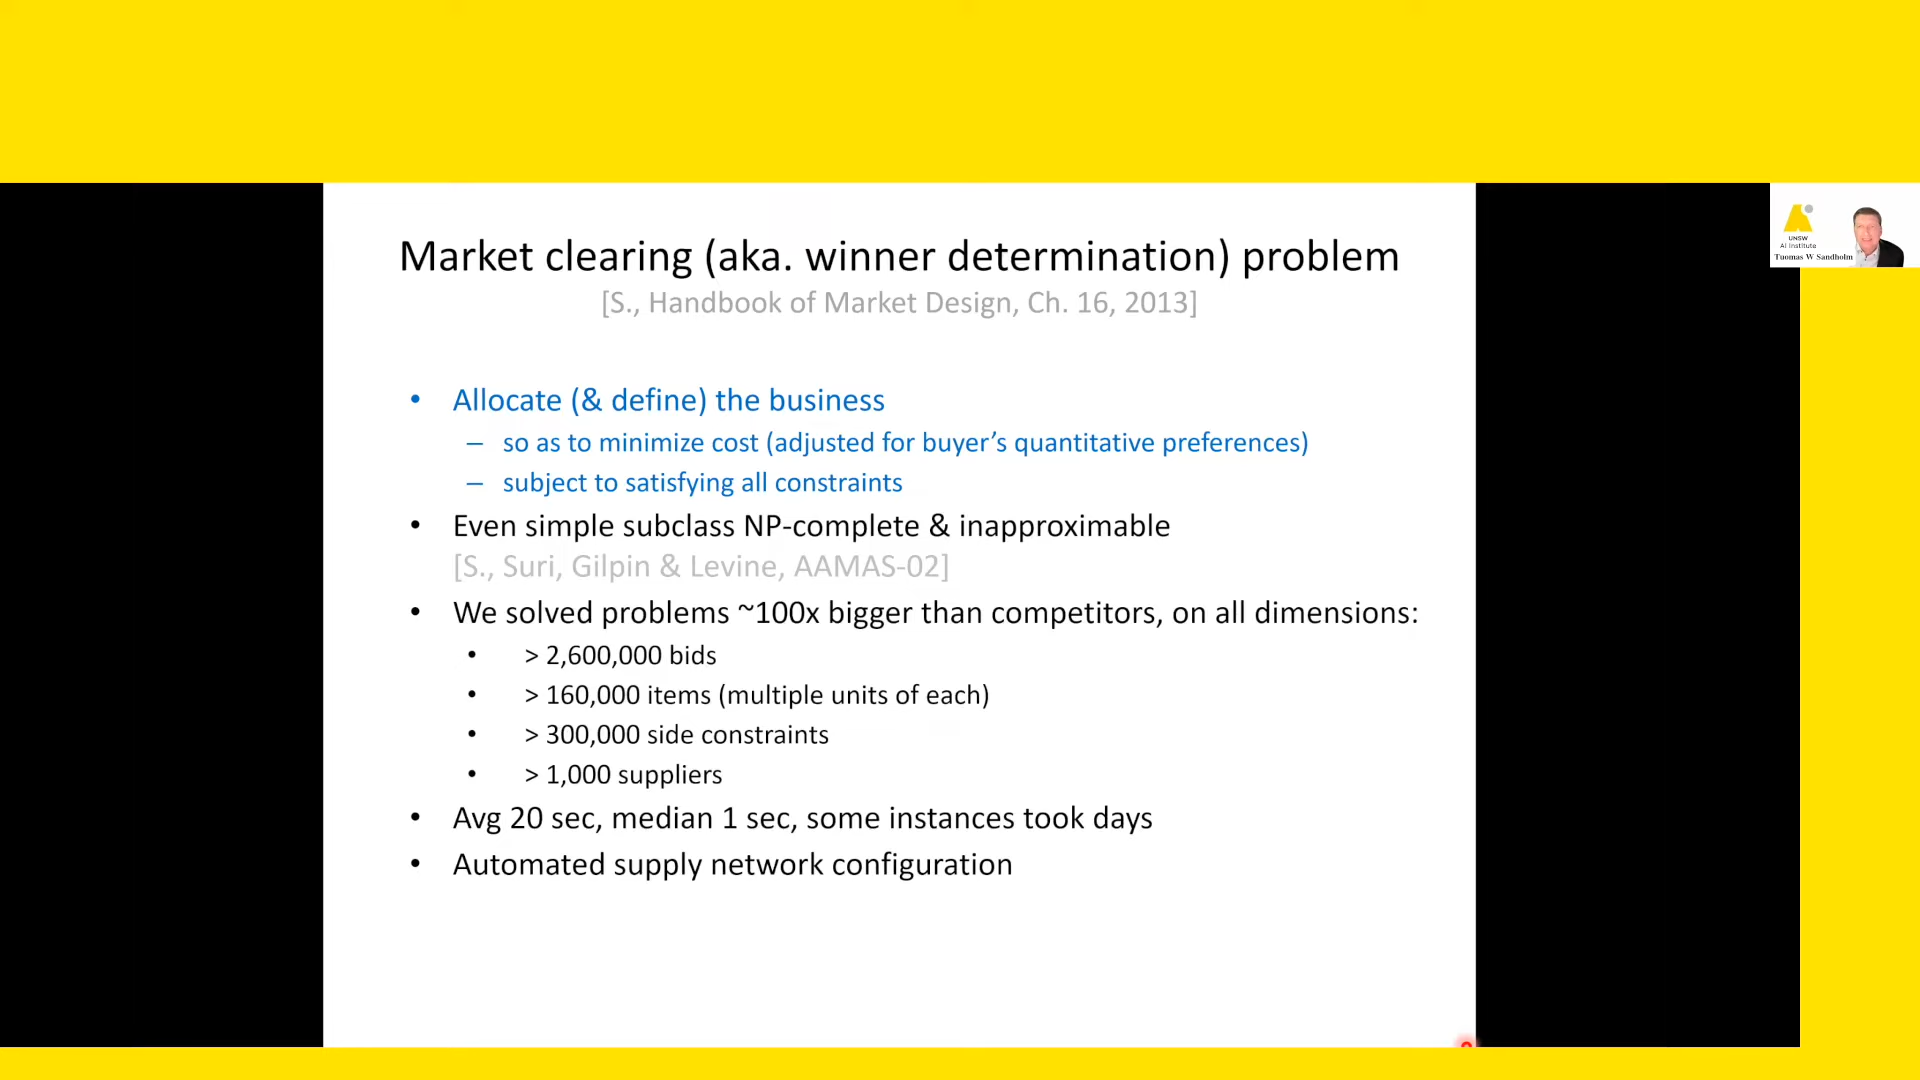 Market clearing (aka. winner determination) problem
[S., Handbook of Market Design, Ch. 16, 2013]
• Allocate (& define) the business
– so as to minimize cost (adjusted for buyer’s quantitative preferences)
– subject to satisfying all constraints
• Even simple subclass NP-complete & inapproximable
[S., Suri, Gilpin & Levine, AAMAS-02]
• We solved problems ~100x bigger than competitors, on all dimensions:
• > 2,600,000 bids
• > 160,000 items (multiple units of each)
• > 300,000 side constraints
• > 1,000 suppliers
• Avg 20 sec, median 1 sec, some instances took days
• Automated supply network configuration
UNSW
AI Institute
Tuomas W Sandholm